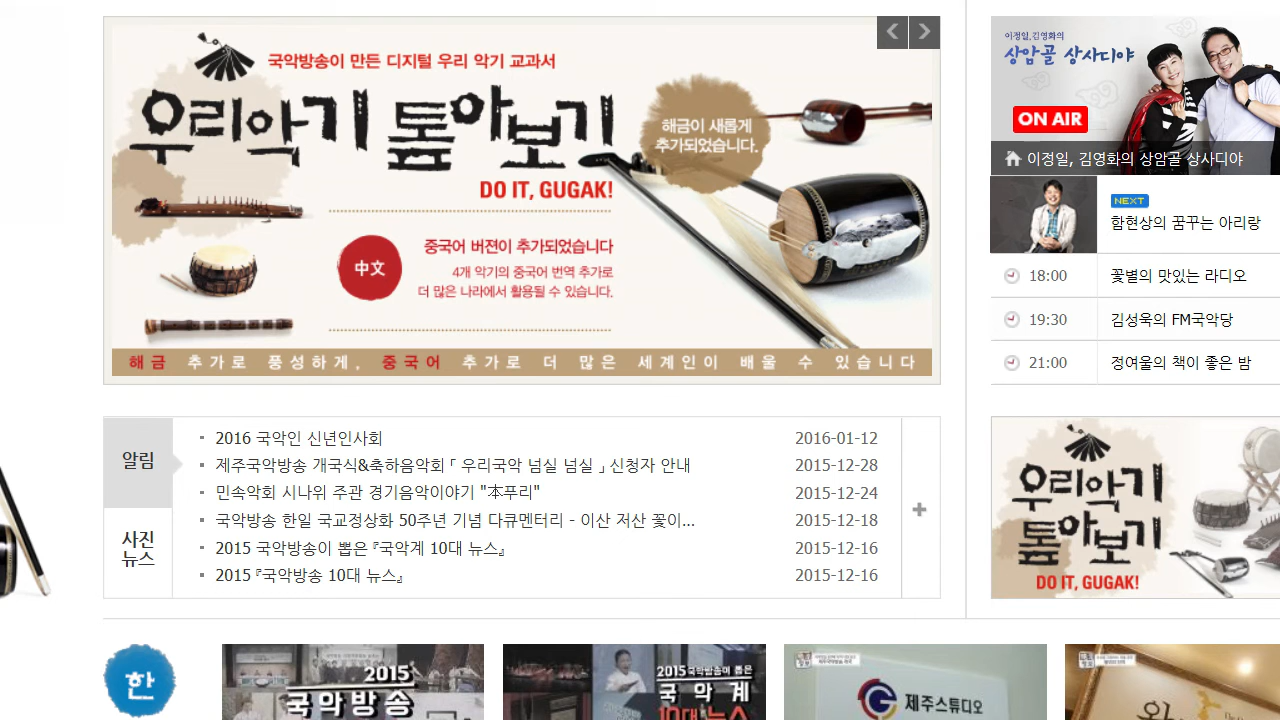 국악방송이 만든 디지털 우리 악기 교과서
우리악기 톺아보기
DO IT, GUGAK!
해금이 새롭게
추가되었습니다.
中文
중국어 버젼이 추가되었습니다
4개 악기의 중국어 번역 추가로
더 많은 나라에서 활용될 수 있습니다.
해금 추가로 풍성하게, 중국어 추가로 더 많은 세계인이 배울 수 있습니다
이정일,김영화의
상암골 상사디야
ON AIR
이정일, 김영화의 상암골 상사디야
NEXT
함현상의 꿈꾸는 아리랑
18:00 꽃별의 맛있는 라디오
19:30 김성욱의 FM국악당
21:00 정여울의 책이 좋은 밤
알림
사진
뉴스
2016 국악인 신년인사회 2016-01-12
제주국악방송 개국식&축하음악회「 우리국악 넘실 넘실 」신청자 안내 2015-12-28
민속악회 시나위 주관 경기음악이야기 "本푸리" 2015-12-24
국악방송 한일 국교정상화 50주년 기념 다큐멘터리 - 이산 저산 꽃이... 2015-12-18
2015 국악방송이 뽑은『국악계 10대 뉴스』 2015-12-16
2015『국악방송 10대 뉴스』 2015-12-16
우리악기
톺아보기
DO IT, GUGAK!
한
2015
국악방송
2015 국악방송이 뽑은
국악계
10대 뉴스
제주스튜디오